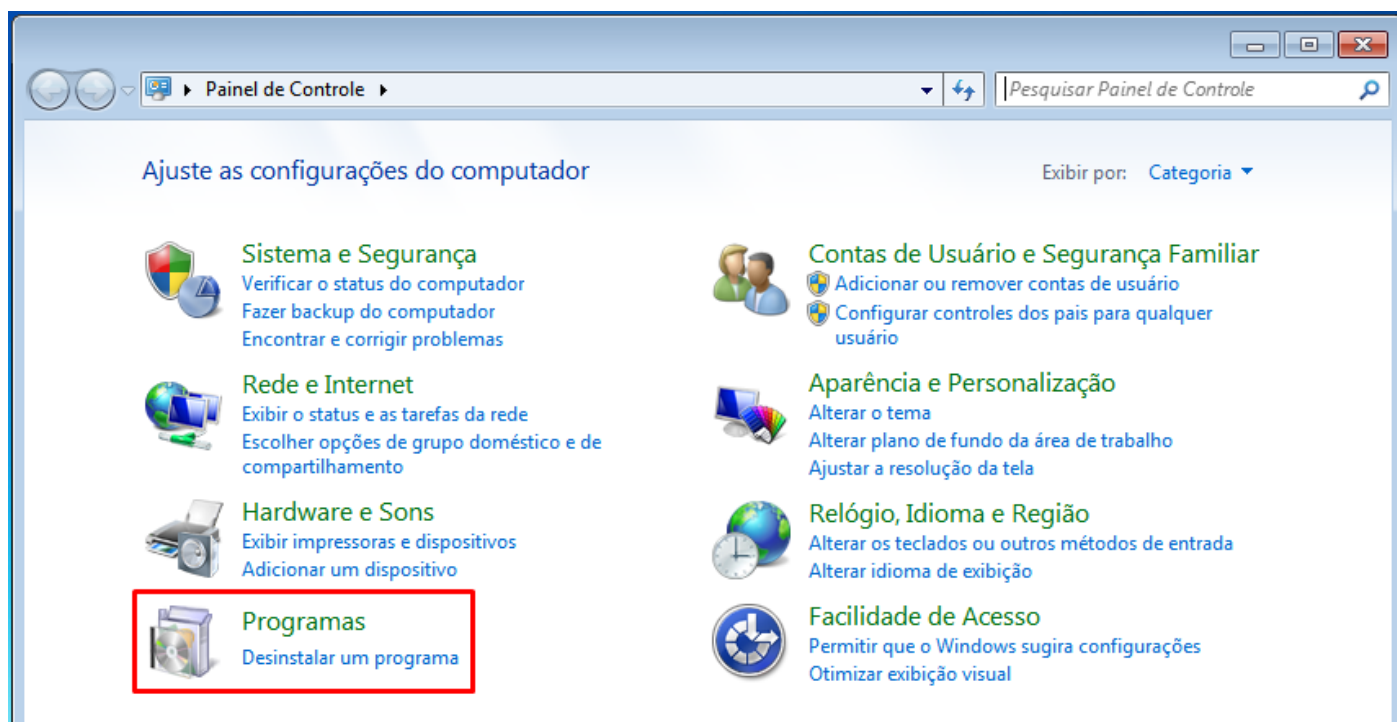 Painel de Controle
Pesquisar Painel de Controle
Ajuste as configurações do computador
Exibir por: Categoria
Sistema e Segurança
Verificar o status do computador
Fazer backup do computador
Encontrar e corrigir problemas
Rede e Internet
Exibir o status e as tarefas da rede
Escolher opções de grupo doméstico e de
compartilhamento
Hardware e Sons
Exibir impressoras e dispositivos
Adicionar um dispositivo
Programas
Desinstalar um programa
Contas de Usuário e Segurança Familiar
Adicionar ou remover contas de usuário
Configurar controles dos pais para qualquer
usuário
Aparência e Personalização
Alterar o tema
Alterar plano de fundo da área de trabalho
Ajustar a resolução da tela
Relógio, Idioma e Região
Alterar os teclados ou outros métodos de entrada
Alterar idioma de exibição
Facilidade de Acesso
Permitir que o Windows sugira configurações
Otimizar exibição visual